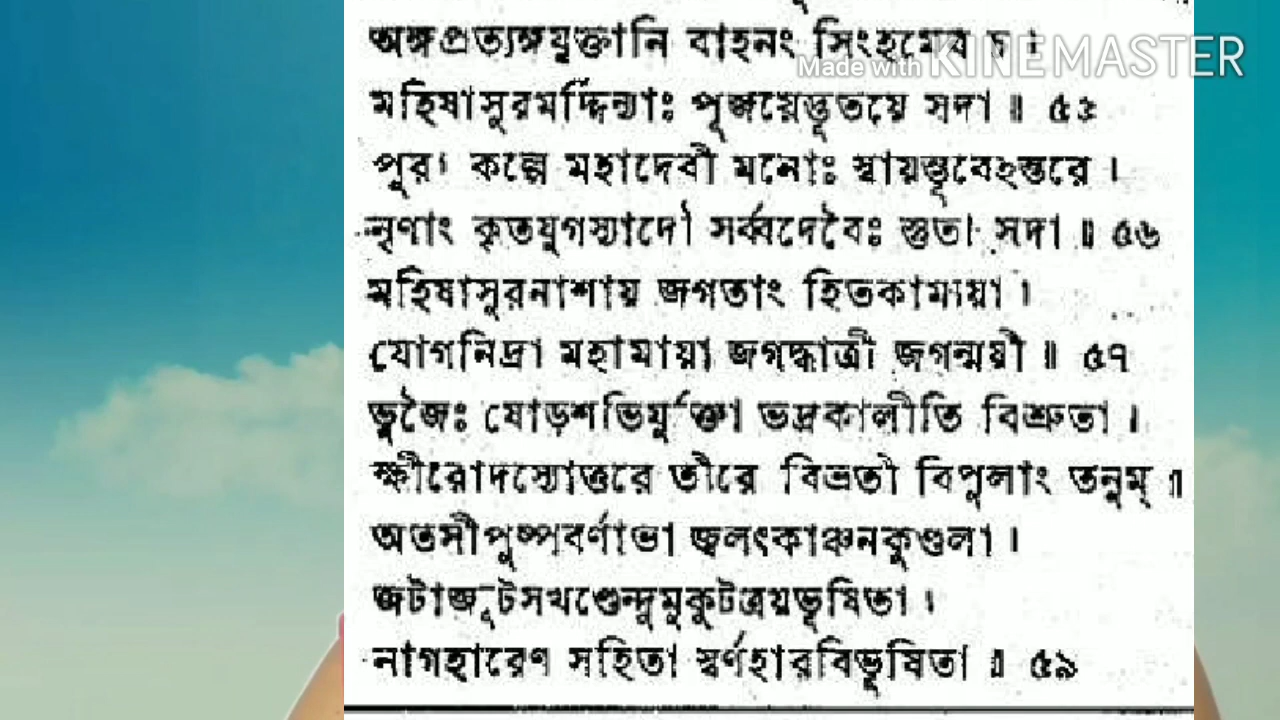 অঙ্গপ্রত্যঙ্গযুক্তানি বাহনং সিংহমেব চ ।
Made with KINEMASTER
মহিষাসুরমর্দ্দিন্যাঃ পূজয়েদ্ভূতয়ে সদা ॥ ৫৫
পুরা কল্পে মহাদেবী মনোঃ স্বায়ম্ভূবেঽন্তরে ।
নৃণাং কৃতযুগস্যাদৌ সর্ব্বদেবৈঃ স্তুতা সদা ॥ ৫৬
মহিষাসুরনাশায় জগতাং হিতকাম্যয়া ।
যোগনিদ্রা মহামায়া জগদ্ধাত্রী জগন্ময়ী ॥ ৫৭
ভুজৈঃ ষোড়শভির্যুক্তা ভদ্রকালীতি বিশ্রুতা ।
ক্ষীরোদস্যোত্তরে তীরে বিভ্রতী বিপুলাং তনুম্ ॥
অতসীপুষ্পবর্ণাভা জ্বলৎকাঞ্চনকুণ্ডলা ।
জটাজূটসখণ্ডেন্দুমুকুটত্রয়ভূষিতা ।
নাগহারেণ সহিতা স্বর্ণহারবিভূষিতা ॥ ৫৯